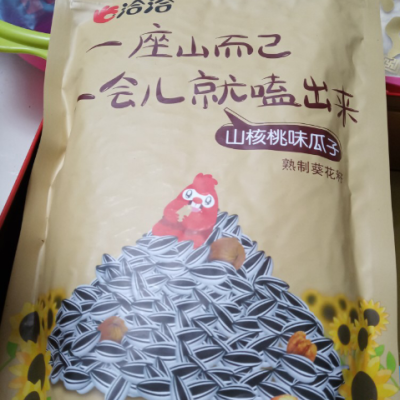 洽洽
一座山而已
一会儿就嗑出来
山核桃味瓜子
熟制葵花籽